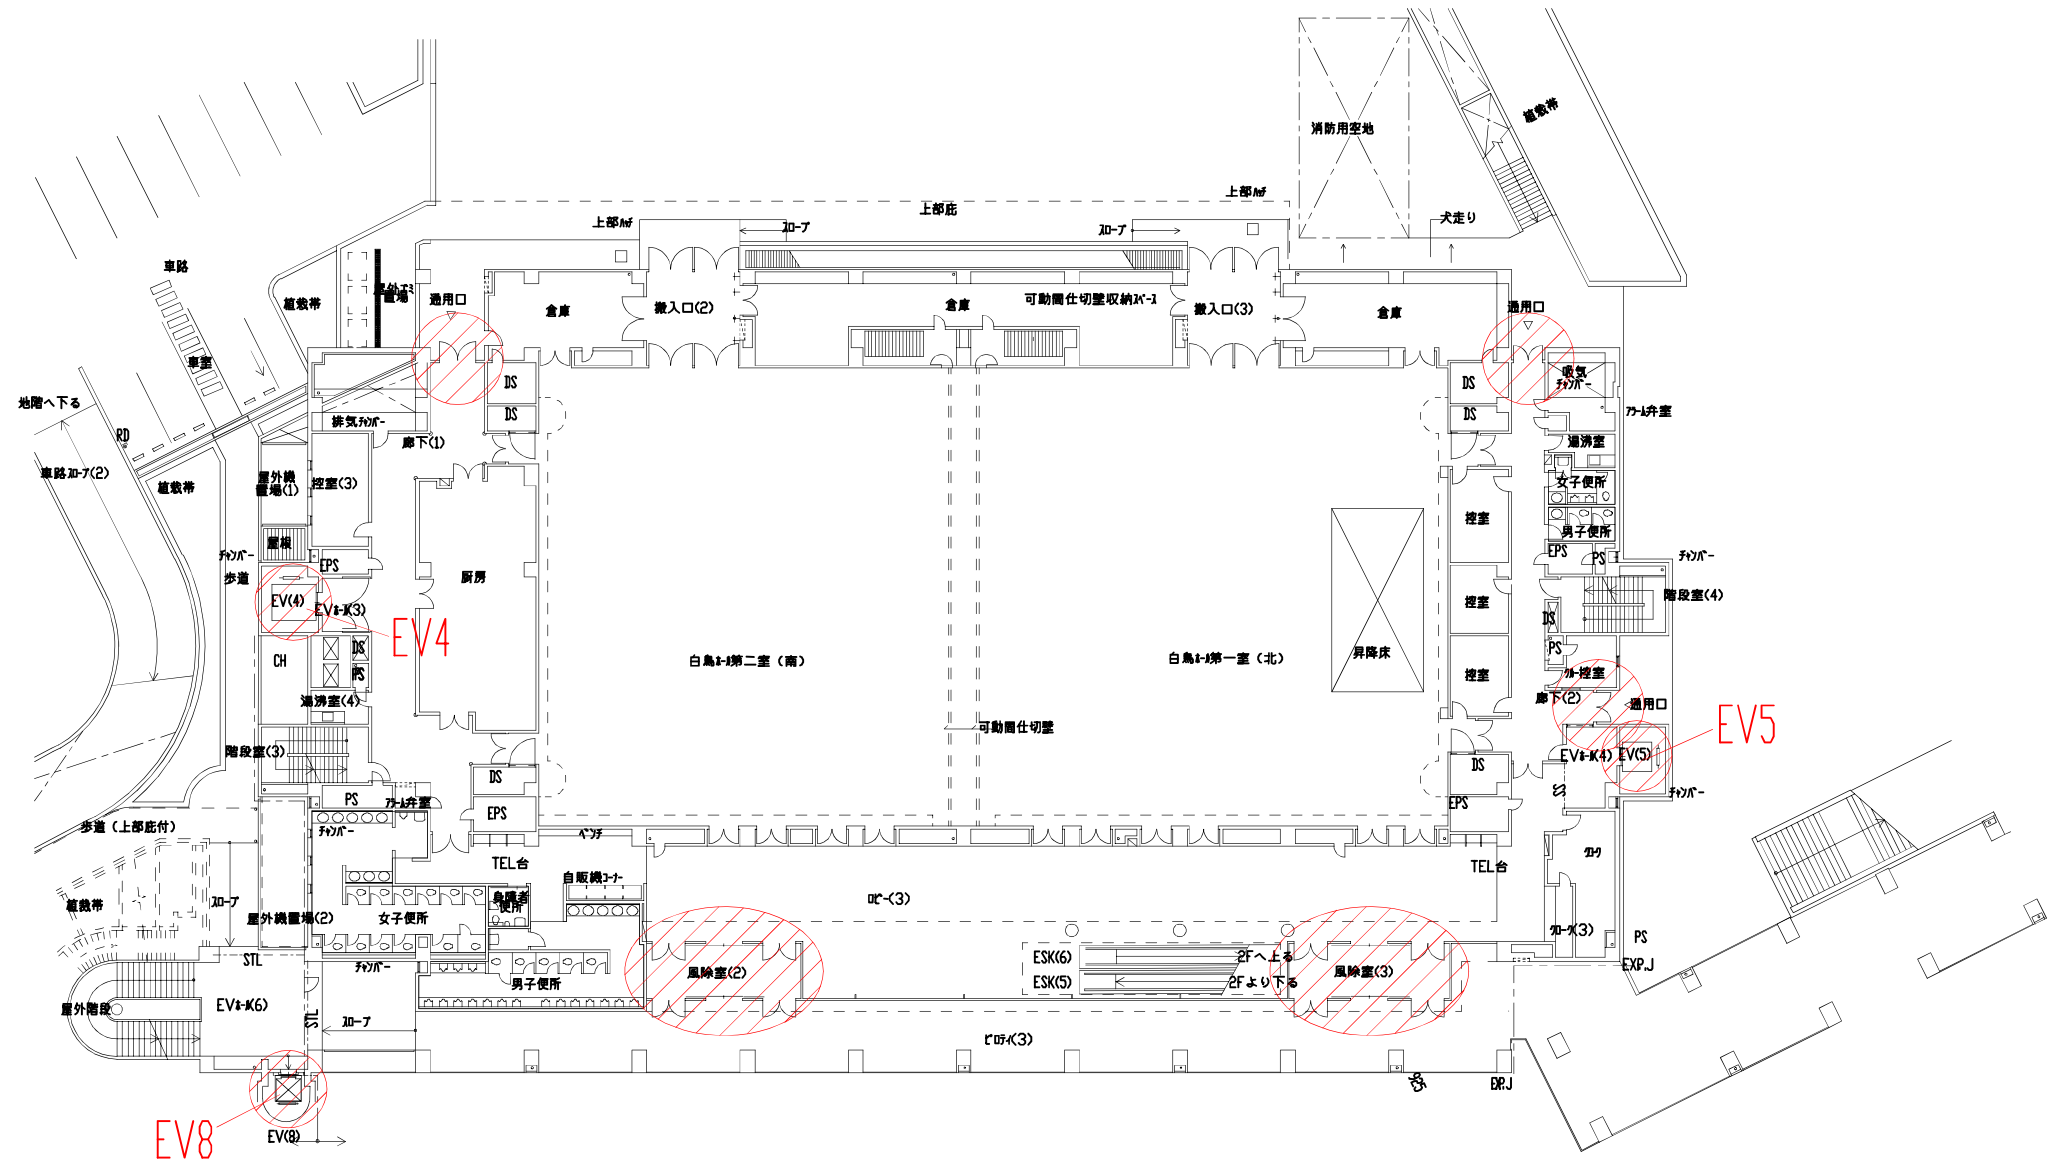 植栽帯
消防用空地
上部ﾊｯﾁ
上部庇
上部ﾊｯﾁ
犬走り
ｽﾛｰﾌﾟ
ｽﾛｰﾌﾟ
車路
屋外ｺﾞﾐ
置場
植栽帯
通用口
倉庫
搬入口(2)
倉庫
可動間仕切壁収納ｽﾍﾟｰｽ
搬入口(3)
倉庫
通用口
車室
DS
DS
吸気
ﾁｬﾝﾊﾞｰ
地階へ下る
DS
DS
ｱﾗｰﾑ弁室
排気ﾁｬﾝﾊﾞｰ
RD
廊下(1)
湯沸室
車路ｽﾛｰﾌﾟ(2)
植栽帯
屋外機
置場(1)
控室(3)
女子便所
控室
男子便所
屋根
ﾁｬﾝﾊﾞｰ
EPS
EPS
PS
ﾁｬﾝﾊﾞｰ
歩道
厨房
EV(4)
EVﾎｰﾙ(3)
控室
階段室(4)
EV4
DS
CH
DS
PS
PS
白鳥ﾎｰﾙ第二室（南）
白鳥ﾎｰﾙ第一室（北）
昇降床
控室
ｸﾙｰ控室
湯沸室(4)
廊下(2)
通用口
EV5
可動間仕切壁
階段室(3)
EVﾎｰﾙ(4)
EV(5)
DS
DS
SS
ﾁｬﾝﾊﾞｰ
PS
ｱﾗｰﾑ弁室
EPS
EPS
歩道（上部庇付）
ﾁｬﾝﾊﾞｰ
ﾍﾞﾝﾁ
ｸﾛｰｸ
TEL台
TEL台
自販機ｺｰﾅｰ
植栽帯
ｽﾛｰﾌﾟ
屋外機置場(2)
女子便所
身障者
便所
ﾛﾋﾞｰ(3)
ｸﾛｰｸ(3)
PS
STL
ﾁｬﾝﾊﾞｰ
風除室(2)
ESK(6)
2Fへ上る
風除室(3)
EXP.J
男子便所
ESK(5)
2Fより下る
屋外階段
EVﾎｰﾙ(6)
STL
ｽﾛｰﾌﾟ
ﾋﾟﾛﾃｨ(3)
925
EXP.J
EV8
EV(8)